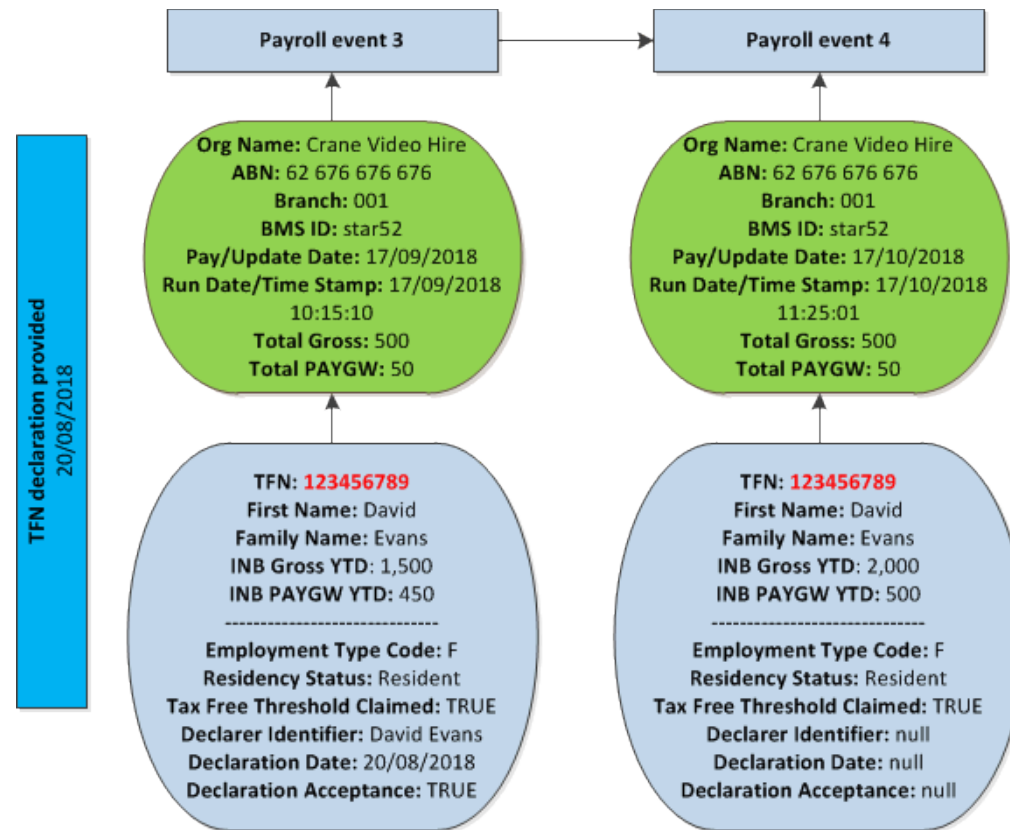 Payroll event 3
Payroll event 4
TFN declaration provided
20/08/2018
Org Name: Crane Video Hire
ABN: 62 676 676 676
Branch: 001
BMS ID: star52
Pay/Update Date: 17/09/2018
Run Date/Time Stamp: 17/09/2018
10:15:10
Total Gross: 500
Total PAYGW: 50
Org Name: Crane Video Hire
ABN: 62 676 676 676
Branch: 001
BMS ID: star52
Pay/Update Date: 17/10/2018
Run Date/Time Stamp: 17/10/2018
11:25:01
Total Gross: 500
Total PAYGW: 50
TFN: 123456789
First Name: David
Family Name: Evans
INB Gross YTD: 1,500
INB PAYGW YTD: 450
------------------------------
Employment Type Code: F
Residency Status: Resident
Tax Free Threshold Claimed: TRUE
Declarer Identifier: David Evans
Declaration Date: 20/08/2018
Declaration Acceptance: TRUE
TFN: 123456789
First Name: David
Family Name: Evans
INB Gross YTD: 2,000
INB PAYGW YTD: 500
------------------------------
Employment Type Code: F
Residency Status: Resident
Tax Free Threshold Claimed: TRUE
Declarer Identifier: null
Declaration Date: null
Declaration Acceptance: null